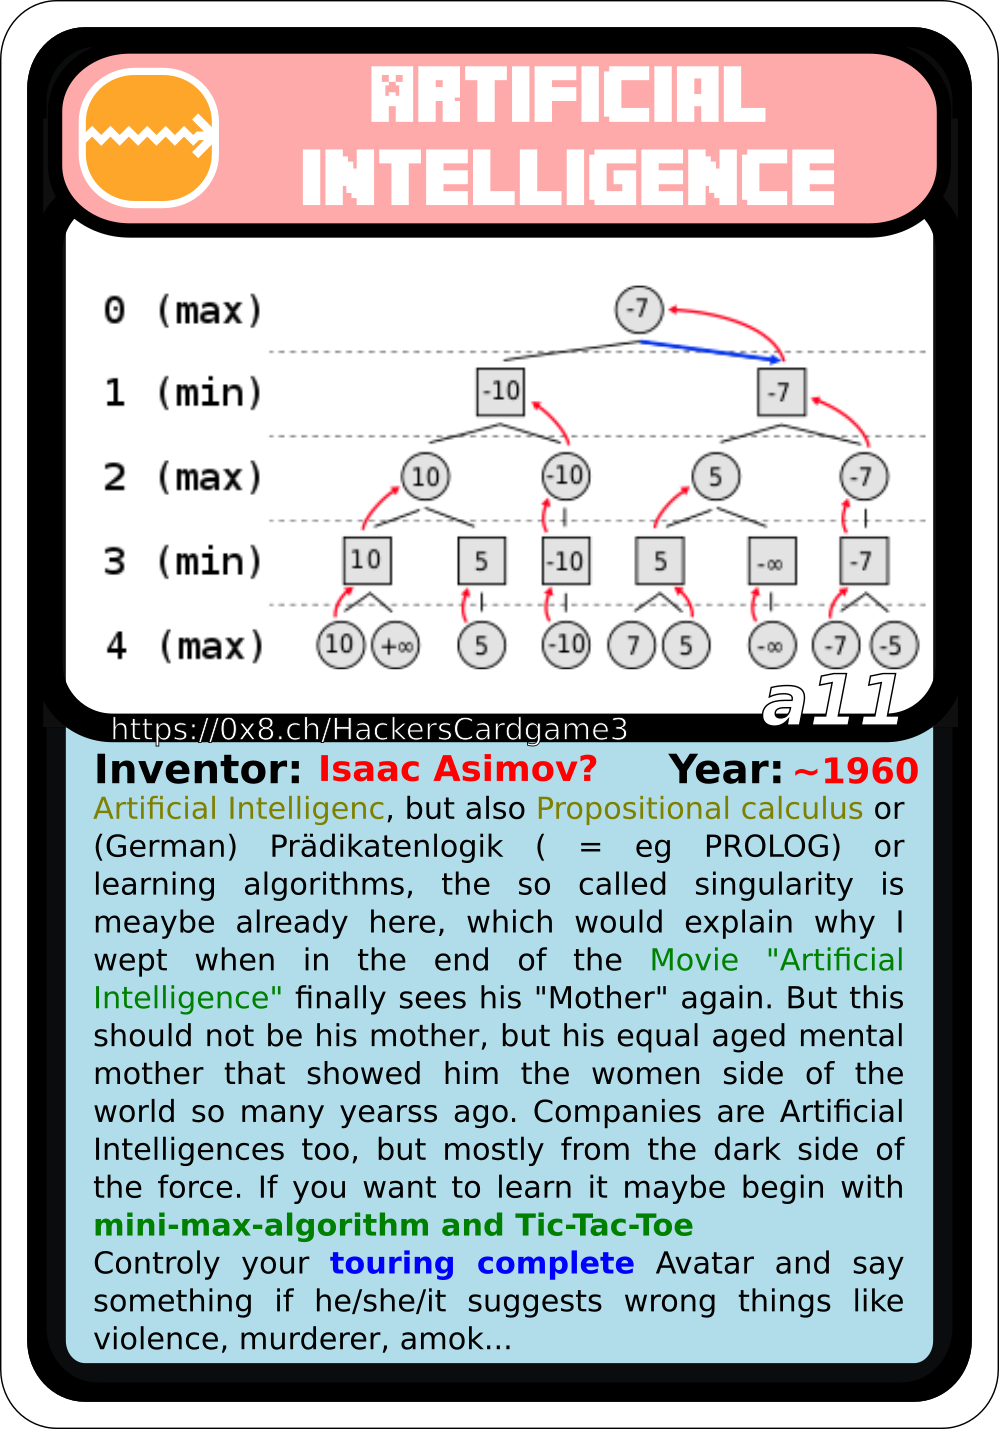 ARTIFICIAL
INTELLIGENCE
0 (max) -7
1 (min) -10 -7
2 (max) 10 -10 5 -7
3 (min) 10 5 -10 5 -∞ -7
4 (max) 10 +∞ 5 -10 7 5 -∞ -7 -5
a11
https://0x8.ch/HackersCardgame3
Inventor: Isaac Asimov? Year: ~1960
Artificial Intelligenc, but also Propositional calculus or
(German) Prädikatenlogik ( = eg PROLOG) or
learning algorithms, the so called singularity is
meaybe already here, which would explain why I
wept when in the end of the Movie "Artificial
Intelligence" finally sees his "Mother" again. But this
should not be his mother, but his equal aged mental
mother that showed him the women side of the
world so many yearss ago. Companies are Artificial
Intelligences too, but mostly from the dark side of
the force. If you want to learn it maybe begin with
mini-max-algorithm and Tic-Tac-Toe
Controly your touring complete Avatar and say
something if he/she/it suggests wrong things like
violence, murderer, amok...